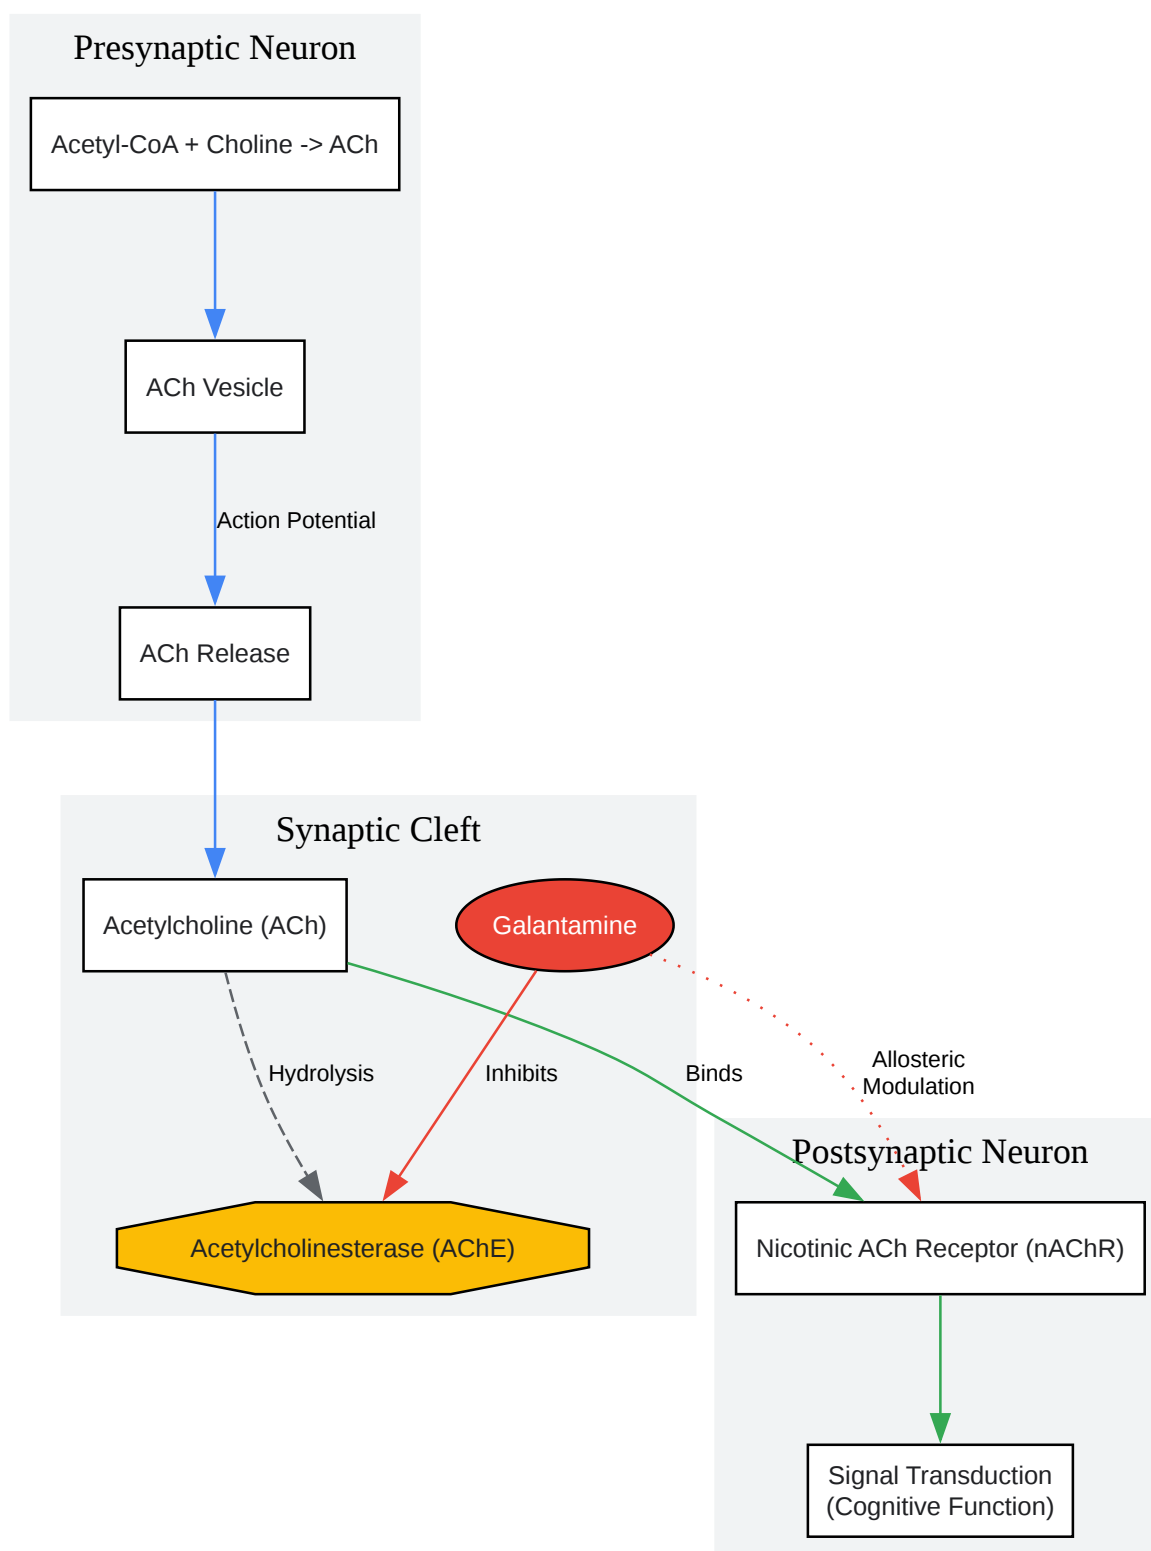 Presynaptic Neuron
Acetyl-CoA + Choline -> ACh
ACh Vesicle
Action Potential
ACh Release
Synaptic Cleft
Acetylcholine (ACh)
Galantamine
Hydrolysis
Inhibits
Binds
Allosteric
Modulation
Postsynaptic Neuron
Acetylcholinesterase (AChE)
Nicotinic ACh Receptor (nAChR)
Signal Transduction
(Cognitive Function)